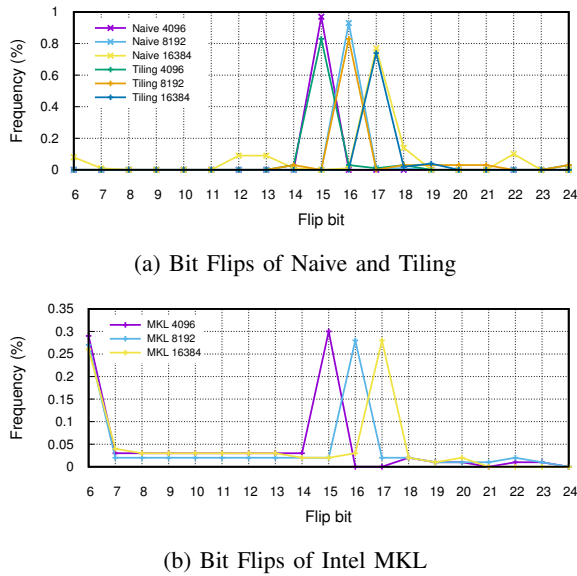 Frequency (%)
1
0.8
0.6
0.4
0.2
0
Naive 4096
Naive 8192
Naive 16384
Tiling 4096
Tiling 8192
Tiling 16384
6 7 8 9 10 11 12 13 14 15 16 17 18 19 20 21 22 23 24
Flip bit
(a) Bit Flips of Naive and Tiling
Frequency (%)
0.35
0.3
0.25
0.2
0.15
0.1
0.05
0
MKL 4096
MKL 8192
MKL 16384
6 7 8 9 10 11 12 13 14 15 16 17 18 19 20 21 22 23 24
Flip bit
(b) Bit Flips of Intel MKL